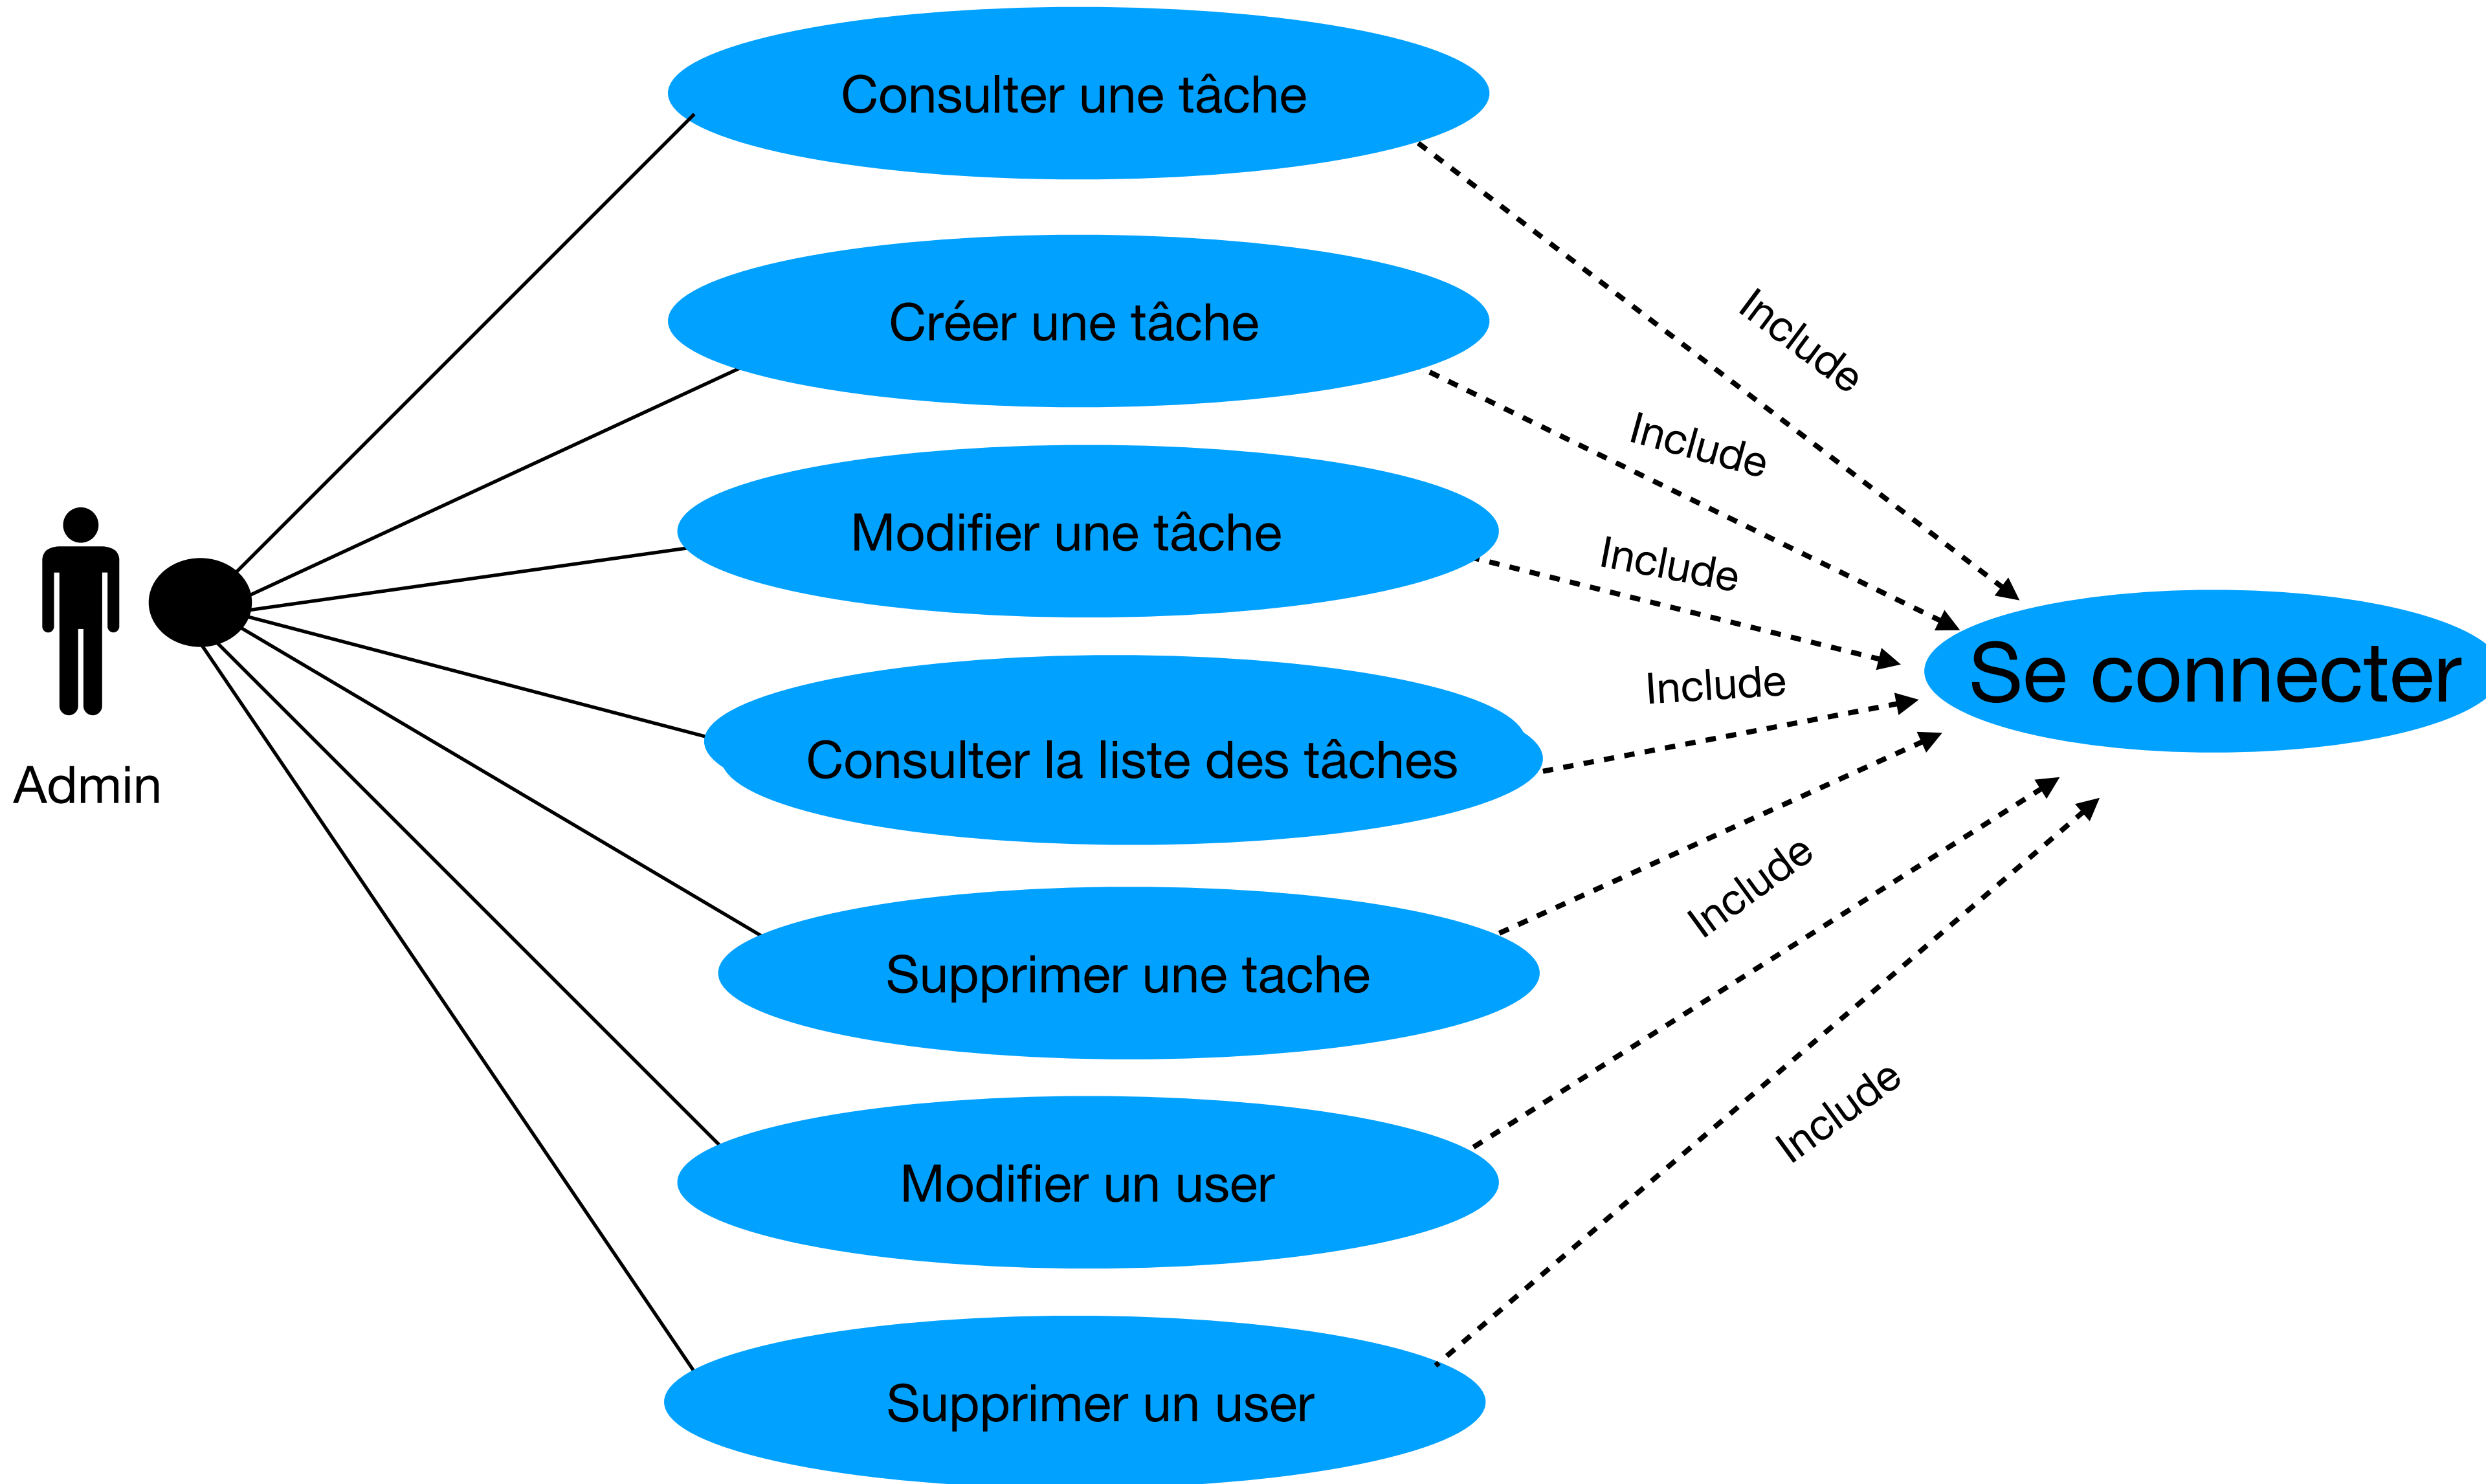 Consulter une tâche
Créer une tâche
Modifier une tâche
Consulter la liste des tâches
Supprimer une tache
Modifier un user
Supprimer un user
Admin
Include
Include
Include
Include
Include
Include
Se connecter